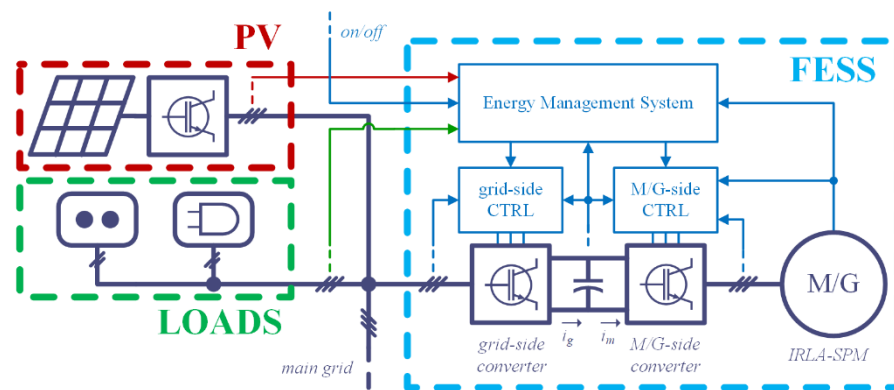 PV
on/off
FESS
Energy Management System
grid-side
CTRL
M/G-side
CTRL
M/G
LOADS
i_g
i_m
main grid
grid-side
converter
M/G-side
converter
IRLA-SPM